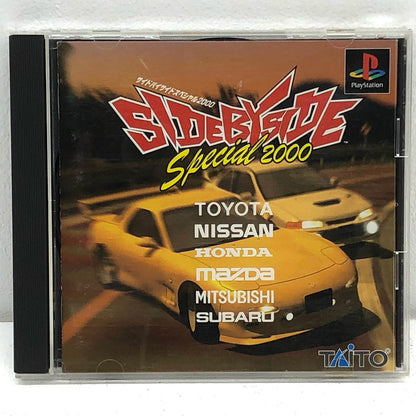 サイドバイサイドスペシャル2000
SIDE BY SIDE
Special 2000
PlayStation
TOYOTA
NISSAN
HONDA
mazda
MITSUBISHI
SUBARU
TAITO®